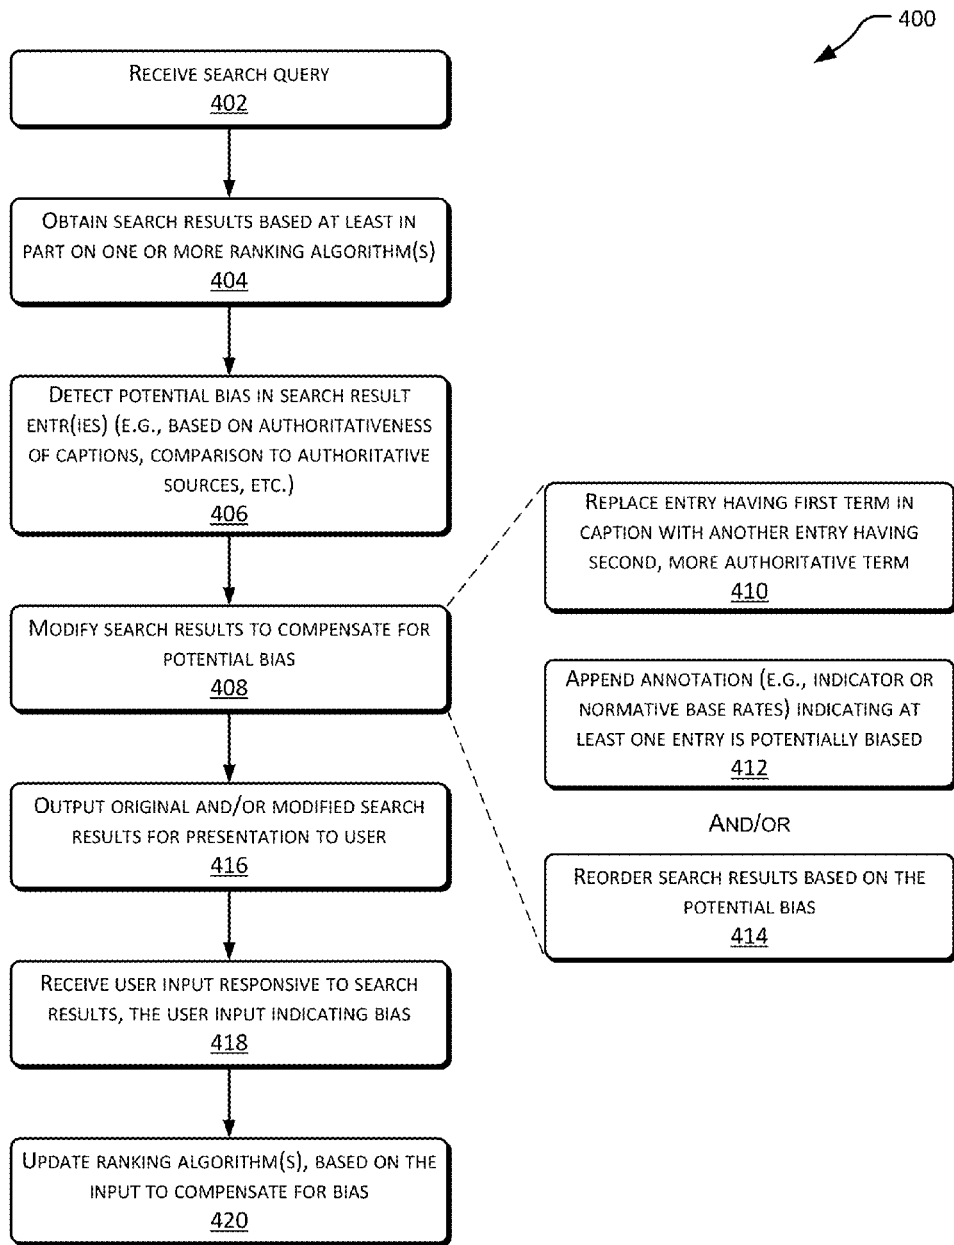 400
RECEIVE SEARCH QUERY
402
OBTAIN SEARCH RESULTS BASED AT LEAST IN
PART ON ONE OR MORE RANKING ALGORITHM(S)
404
DETECT POTENTIAL BIAS IN SEARCH RESULT
ENTR(IES) (E.G., BASED ON AUTHORITATIVENESS
OF CAPTIONS, COMPARISON TO AUTHORITATIVE
SOURCES, ETC.)
406
MODIFY SEARCH RESULTS TO COMPENSATE FOR
POTENTIAL BIAS
408
REPLACE ENTRY HAVING FIRST TERM IN
CAPTION WITH ANOTHER ENTRY HAVING
SECOND, MORE AUTHORITATIVE TERM
410
APPEND ANNOTATION (E.G., INDICATOR OR
NORMATIVE BASE RATES) INDICATING AT
LEAST ONE ENTRY IS POTENTIALLY BIASED
412
AND/OR
REORDER SEARCH RESULTS BASED ON THE
POTENTIAL BIAS
414
OUTPUT ORIGINAL AND/OR MODIFIED SEARCH
RESULTS FOR PRESENTATION TO USER
416
RECEIVE USER INPUT RESPONSIVE TO SEARCH
RESULTS, THE USER INPUT INDICATING BIAS
418
UPDATE RANKING ALGORITHM(S), BASED ON THE
INPUT TO COMPENSATE FOR BIAS
420